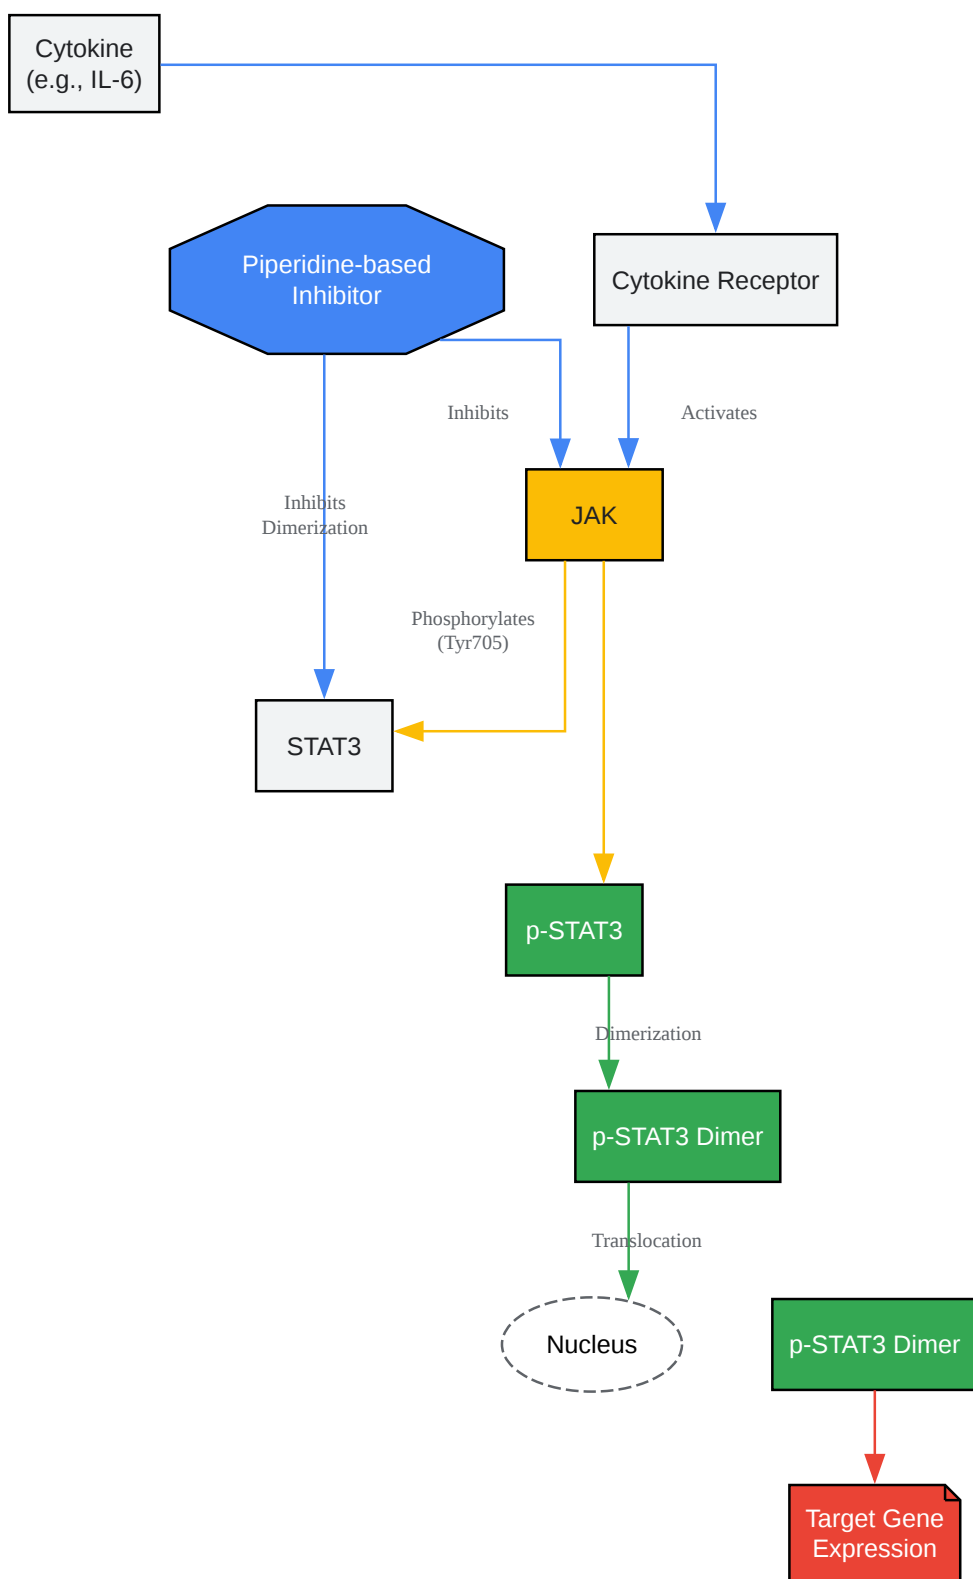 Cytokine
(e.g., IL-6)
Piperidine-based
Inhibitor
Cytokine Receptor
Inhibits
Activates
Inhibits
Dimerization
JAK
Phosphorylates
(Tyr705)
STAT3
p-STAT3
Dimerization
p-STAT3 Dimer
Translocation
Nucleus
p-STAT3 Dimer
Target Gene
Expression